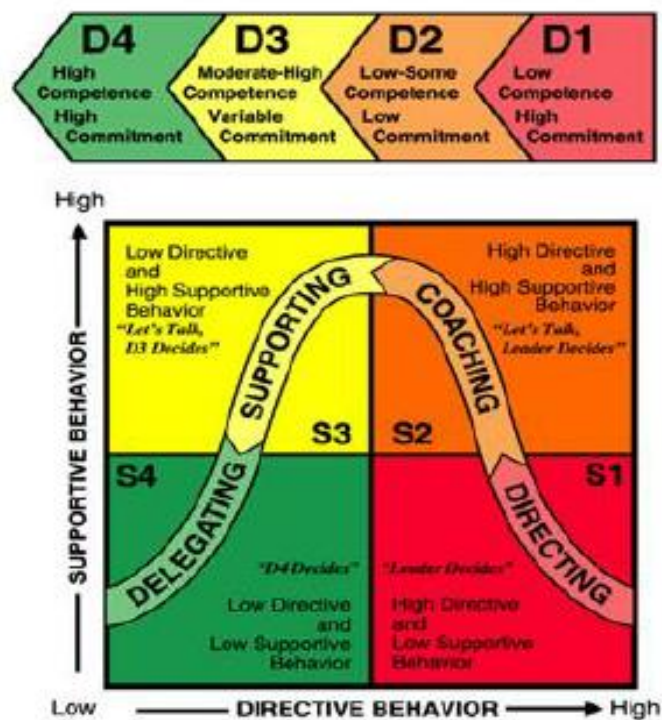 D4
High
Competence
High
Commitment
D3
Moderate-High
Competence
Variable
Commitment
D2
Low-Some
Competence
Low
Commitment
D1
Low
Competence
High
Commitment
High
SUPPORTIVE BEHAVIOR
Low Directive
and
High Supportive
Behavior
"Let's Talk,
D3 Decides"
SUPPORTING
S3
High Directive
and
High Supportive
Behavior
"Let's Talk,
Leader Decides"
COACHING
S2
S4
DELEGATING
"D4 Decides"
Low Directive
and
Low Supportive
Behavior
S1
DIRECTING
"Leader Decides"
High Directive
and
Low Supportive
Behavior
Low
DIRECTIVE BEHAVIOR
High